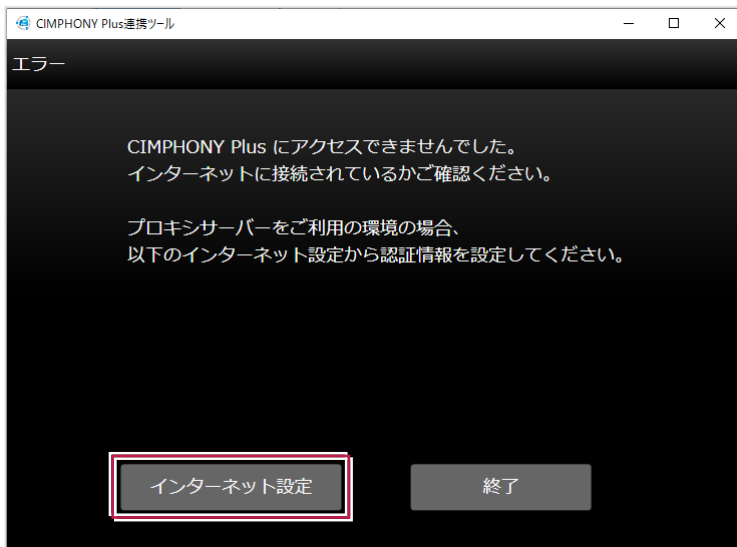 CIMPHONY Plus連携ツール
エラー
CIMPHONY Plus にアクセスできませんでした。
インターネットに接続されているかご確認ください。
プロキシサーバーをご利用の環境の場合、
以下のインターネット設定から認証情報を設定してください。
インターネット設定
終了